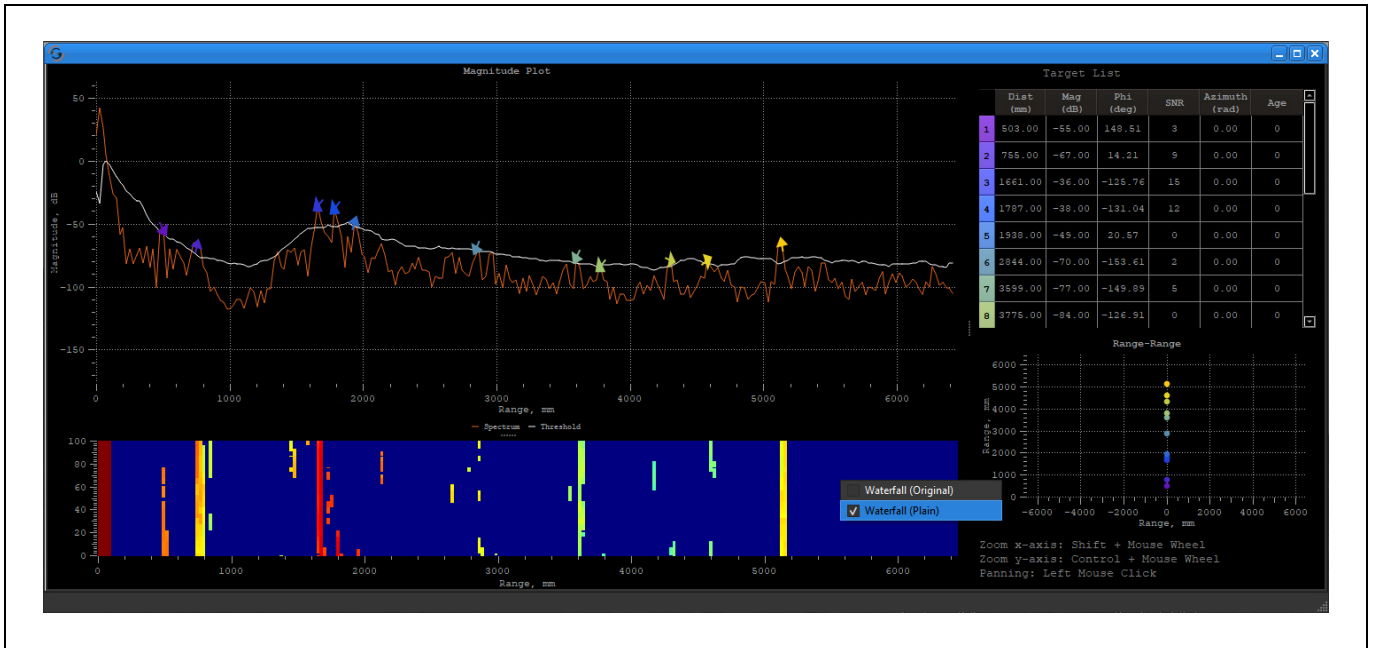 Magnitude Plot
50
0
−50
−100
−150
Magnitude, dB
0 1000 2000 3000 4000 5000 6000
Range, mm
Spectrum Threshold
100
80
60
40
20
0
0 1000 2000 3000 4000 5000 6000
Range, mm
Waterfall (Original)
Waterfall (Plain)
Target List
Dist (mm) Mag (dB) Phi (deg) SNR Azimuth (rad) Age
1 503.00 −55.00 148.51 3 0.00 0
2 755.00 −67.00 14.21 9 0.00 0
3 1661.00 −36.00 −125.76 15 0.00 0
4 1787.00 −38.00 −131.04 12 0.00 0
5 1938.00 −49.00 20.57 0 0.00 0
6 2844.00 −70.00 −153.61 2 0.00 0
7 3599.00 −77.00 −149.89 5 0.00 0
8 3775.00 −84.00 −126.91 0 0.00 0
Range-Range
6000
5000
4000
3000
2000
1000
0
Range, mm
−6000 −4000 −2000 0 2000 4000 6000
Range, mm
Zoom x-axis: Shift + Mouse Wheel
Zoom y-axis: Control + Mouse Wheel
Panning: Left Mouse Click